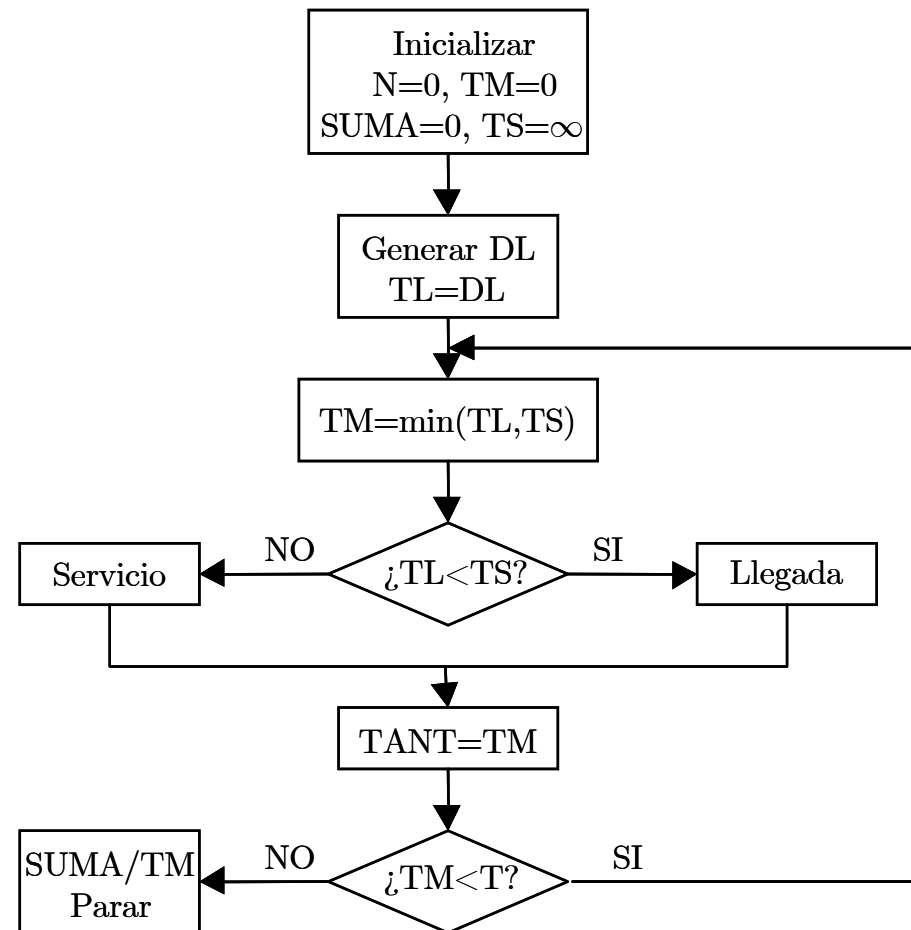 Inicializar
N=0, TM=0
SUMA=0, TS=∞
Generar DL
TL=DL
TM=min(TL,TS)
NO
SI
Servicio
¿TL<TS?
Llegada
TANT=TM
NO
SI
SUMA/TM
Parar
¿TM<T?